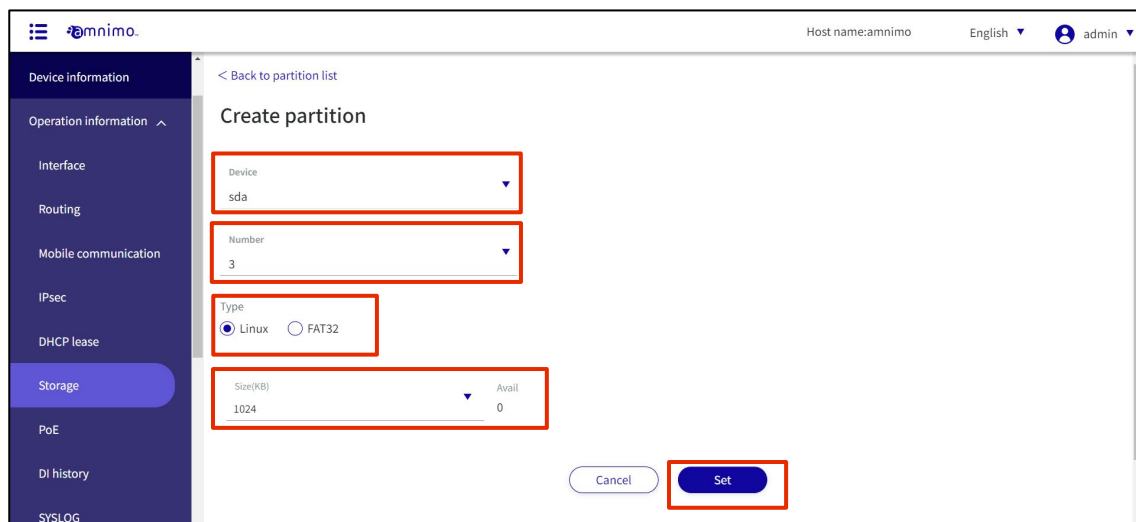 amnimo
Host name:amnimo
English
admin
Device information
Operation information
Interface
Routing
Mobile communication
IPsec
DHCP lease
Storage
PoE
DI history
SYSLOG
< Back to partition list
Create partition
Device
sda
Number
3
Type
Linux
FAT32
Size(KB)
Avail
1024
0
Cancel
Set